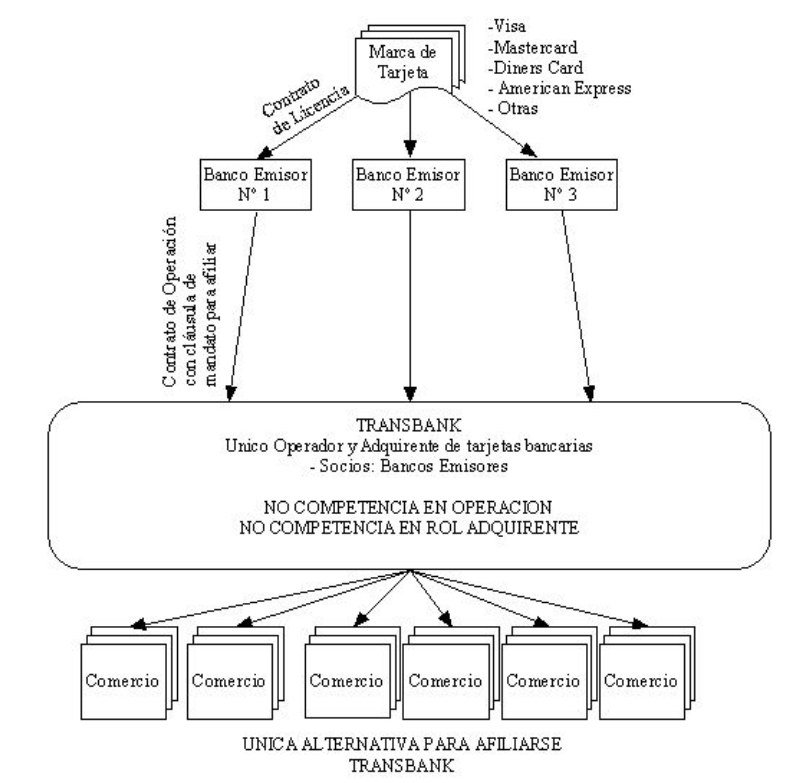 Marca de
Tarjeta
-Visa
-Mastercard
-Diners Card
- American Express
- Otras
Contrato
de Licencia
Banco Emisor
Nº 1
Banco Emisor
Nº 2
Banco Emisor
Nº 3
Contrato de Operación
con cláusula de
mandato para afiliar
TRANSBANK
Unico Operador y Adquirente de tarjetas bancarias
- Socios: Bancos Emisores
NO COMPETENCIA EN OPERACION
NO COMPETENCIA EN ROL ADQUIRENTE
Comercio
Comercio
Comercio
Comercio
Comercio
Comercio
UNICA ALTERNATIVA PARA AFILIARSE
TRANSBANK